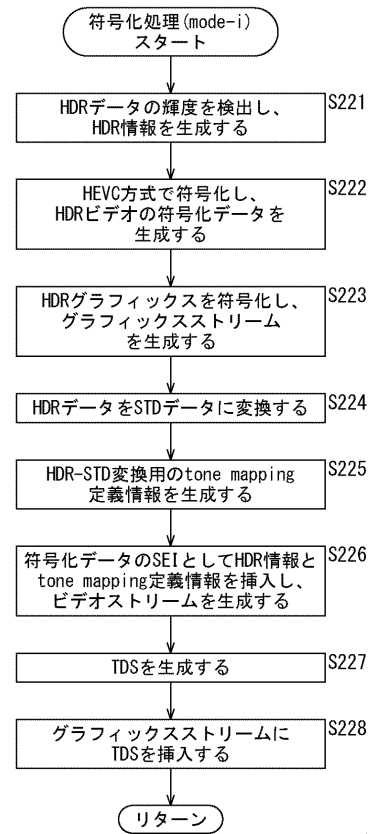 符号化処理(mode-i)
スタート
HDRデータの輝度を検出し、
HDR情報を生成する
S221
HEVC方式で符号化し、
HDRビデオの符号化データを
生成する
S222
HDRグラフィックスを符号化し、
グラフィックスストリーム
を生成する
S223
HDRデータをSTDデータに変換する
S224
HDR-STD変換用のtone mapping
定義情報を生成する
S225
符号化データのSEIとしてHDR情報と
tone mapping定義情報を挿入し、
ビデオストリームを生成する
S226
TDSを生成する
S227
グラフィックスストリームに
TDSを挿入する
S228
リターン